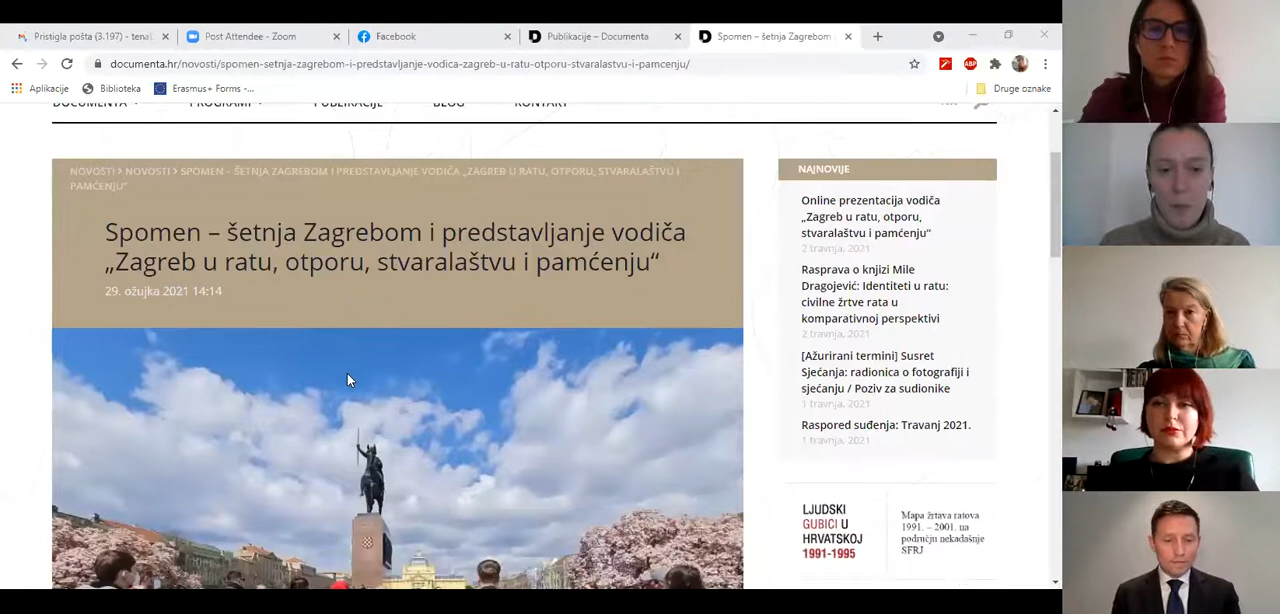 Pristigla pošta (3.197) - tenal
Post Attendee - Zoom
Facebook
Publikacije – Documenta
Spomen – šetnja Zagrebom
documenta.hr/novosti/spomen-setnja-zagrebom-i-predstavljanje-vodica-zagreb-u-ratu-otporu-stvaralastvu-i-pamcenju/
Aplikacije
Biblioteka
Erasmus+ Forms -...
Druge oznake
DOCUMENTA
PROGRAMI
PUBLIKACIJE
BLOG
KONTAKT
NOVOSTI > NOVOSTI > SPOMEN – ŠETNJA ZAGREBOM I PREDSTAVLJANJE VODIČA „ZAGREB U RATU, OTPORU, STVARALAŠTVU I
PAMĆENJU“
Spomen – šetnja Zagrebom i predstavljanje vodiča
„Zagreb u ratu, otporu, stvaralaštvu i pamćenju“
29. ožujka 2021 14:14
NAJNOVIJE
Online prezentacija vodiča
„Zagreb u ratu, otporu,
stvaralaštvu i pamćenju“
2 travnja, 2021
Rasprava o knjizi Mile
Dragojević: Identiteti u ratu:
civilne žrtve rata u
komparativnoj perspektivi
2 travnja, 2021
[Ažurirani termini] Susret
Sjećanja: radionica o fotografiji i
sjećanju / Poziv za sudionike
1 travnja, 2021
Raspored suđenja: Travanj 2021.
1 travnja, 2021
LJUDSKI
GUBICI U
HRVATSKOJ
1991-1995
Mapa žrtava ratova
1991. – 2001. na
području nekadašnje
SFRJ